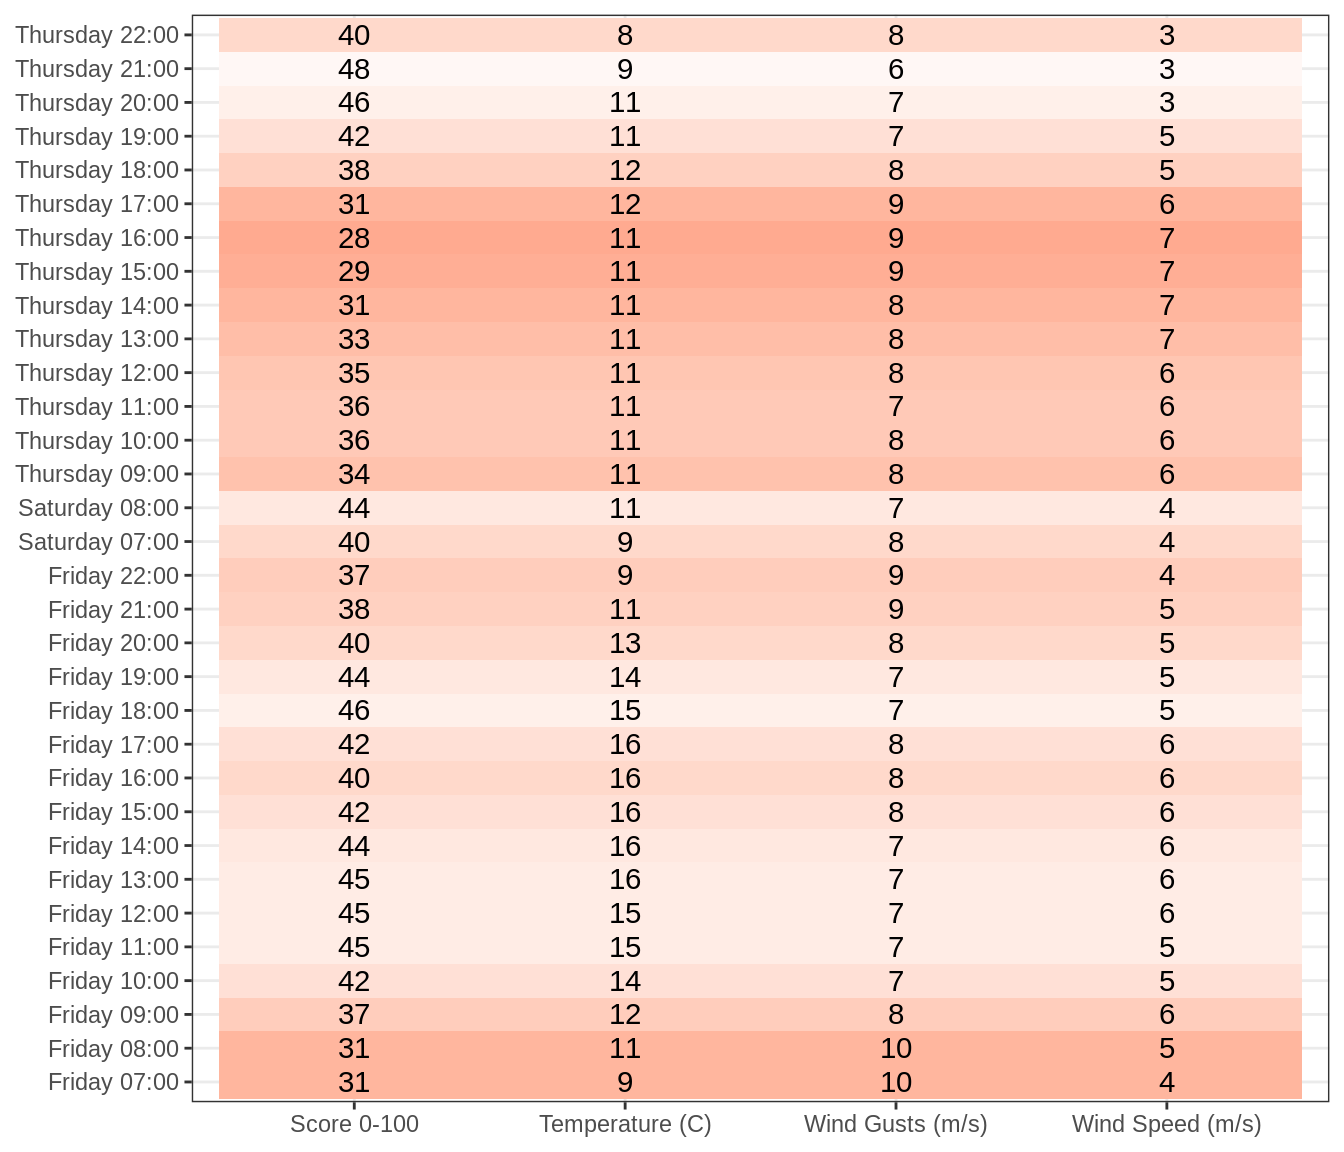 Thursday 22:00 40 8 8 3
Thursday 21:00 48 9 6 3
Thursday 20:00 46 11 7 3
Thursday 19:00 42 11 7 5
Thursday 18:00 38 12 8 5
Thursday 17:00 31 12 9 6
Thursday 16:00 28 11 9 7
Thursday 15:00 29 11 9 7
Thursday 14:00 31 11 8 7
Thursday 13:00 33 11 8 7
Thursday 12:00 35 11 8 6
Thursday 11:00 36 11 7 6
Thursday 10:00 36 11 8 6
Thursday 09:00 34 11 8 6
Saturday 08:00 44 11 7 4
Saturday 07:00 40 9 8 4
Friday 22:00 37 9 9 4
Friday 21:00 38 11 9 5
Friday 20:00 40 13 8 5
Friday 19:00 44 14 7 5
Friday 18:00 46 15 7 5
Friday 17:00 42 16 8 6
Friday 16:00 40 16 8 6
Friday 15:00 42 16 8 6
Friday 14:00 44 16 7 6
Friday 13:00 45 16 7 6
Friday 12:00 45 15 7 6
Friday 11:00 45 15 7 5
Friday 10:00 42 14 7 5
Friday 09:00 37 12 8 6
Friday 08:00 31 11 10 5
Friday 07:00 31 9 10 4
Score 0-100 Temperature (C) Wind Gusts (m/s) Wind Speed (m/s)